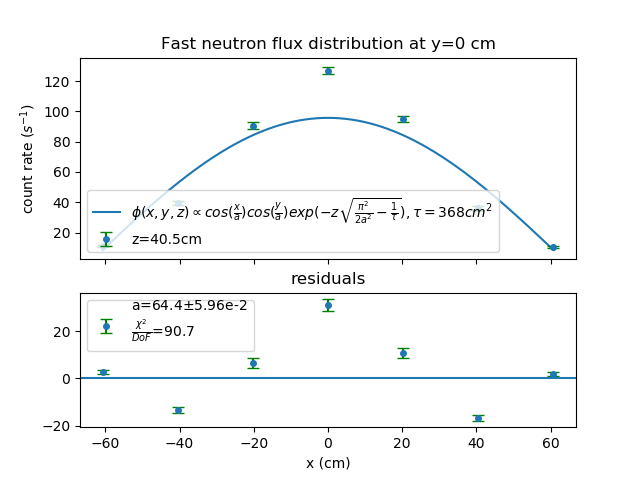 Fast neutron flux distribution at y=0 cm
120
100
80
60
40
20
count rate (s⁻¹)
ϕ(x, y, z) ∝ cos(x/a)cos(y/a)exp(−z√(π²/2a² − 1/τ)), τ = 368cm²
z=40.5cm
residuals
20
0
−20
a=64.4±5.96e-2
χ²/DoF=90.7
−60 −40 −20 0 20 40 60
x (cm)